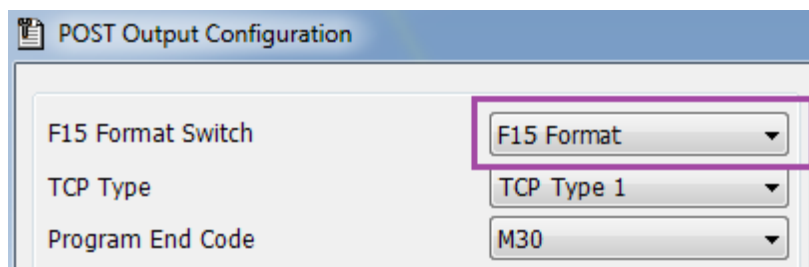 POST Output Configuration
F15 Format Switch F15 Format
TCP Type TCP Type 1
Program End Code M30